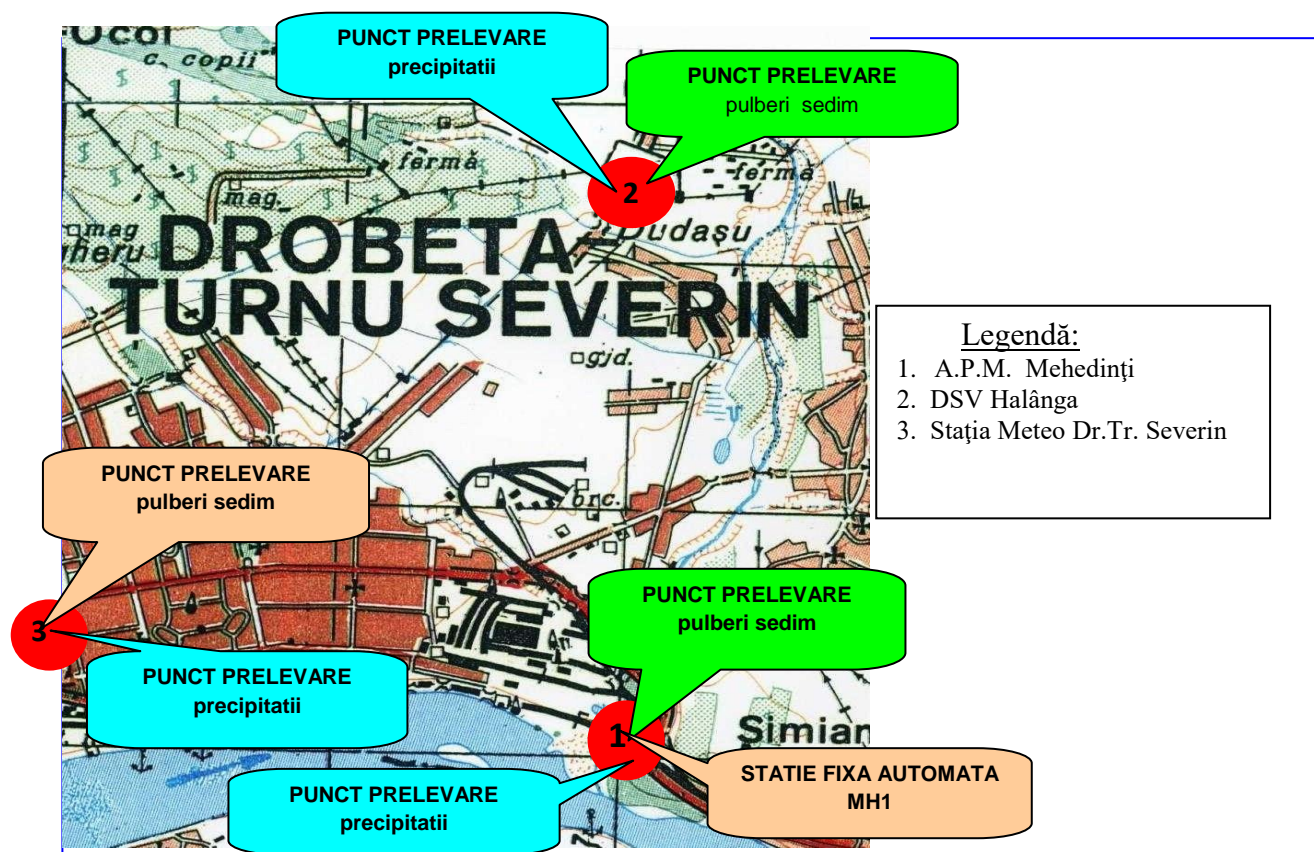 Ocol
c. copii
PUNCT PRELEVARE
precipitatii
PUNCT PRELEVARE
pulberi sedim
fermă
2
fermă
mag.
mag
gheru
Dudaşu
DROBETA-
TURNU SEVERIN
gjd.
Legendă:
1. A.P.M. Mehedinţi
2. DSV Halânga
3. Staţia Meteo Dr.Tr. Severin
PUNCT PRELEVARE
pulberi sedim
brc.
PUNCT PRELEVARE
pulberi sedim
3
PUNCT PRELEVARE
precipitatii
1
Simian
STATIE FIXA AUTOMATA
MH1
PUNCT PRELEVARE
precipitatii